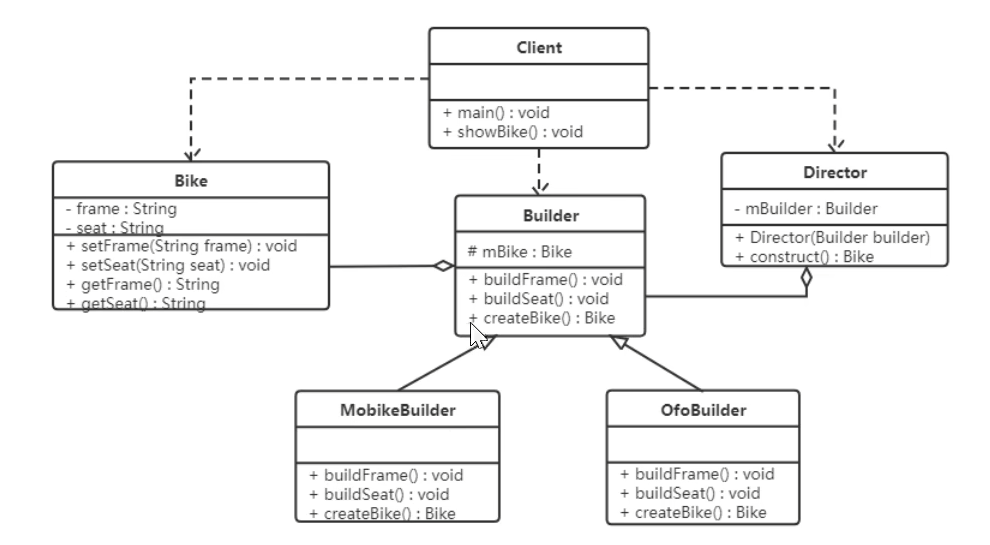 Client
+ main() : void
+ showBike() : void
Bike
- frame : String
- seat : String
+ setFrame(String frame) : void
+ setSeat(String seat) : void
+ getFrame() : String
+ getSeat() : String
Builder
# mBike : Bike
+ buildFrame() : void
+ buildSeat() : void
+ createBike() : Bike
Director
- mBuilder : Builder
+ Director(Builder builder)
+ construct() : Bike
MobikeBuilder
+ buildFrame() : void
+ buildSeat() : void
+ createBike() : Bike
OfoBuilder
+ buildFrame() : void
+ buildSeat() : void
+ createBike() : Bike